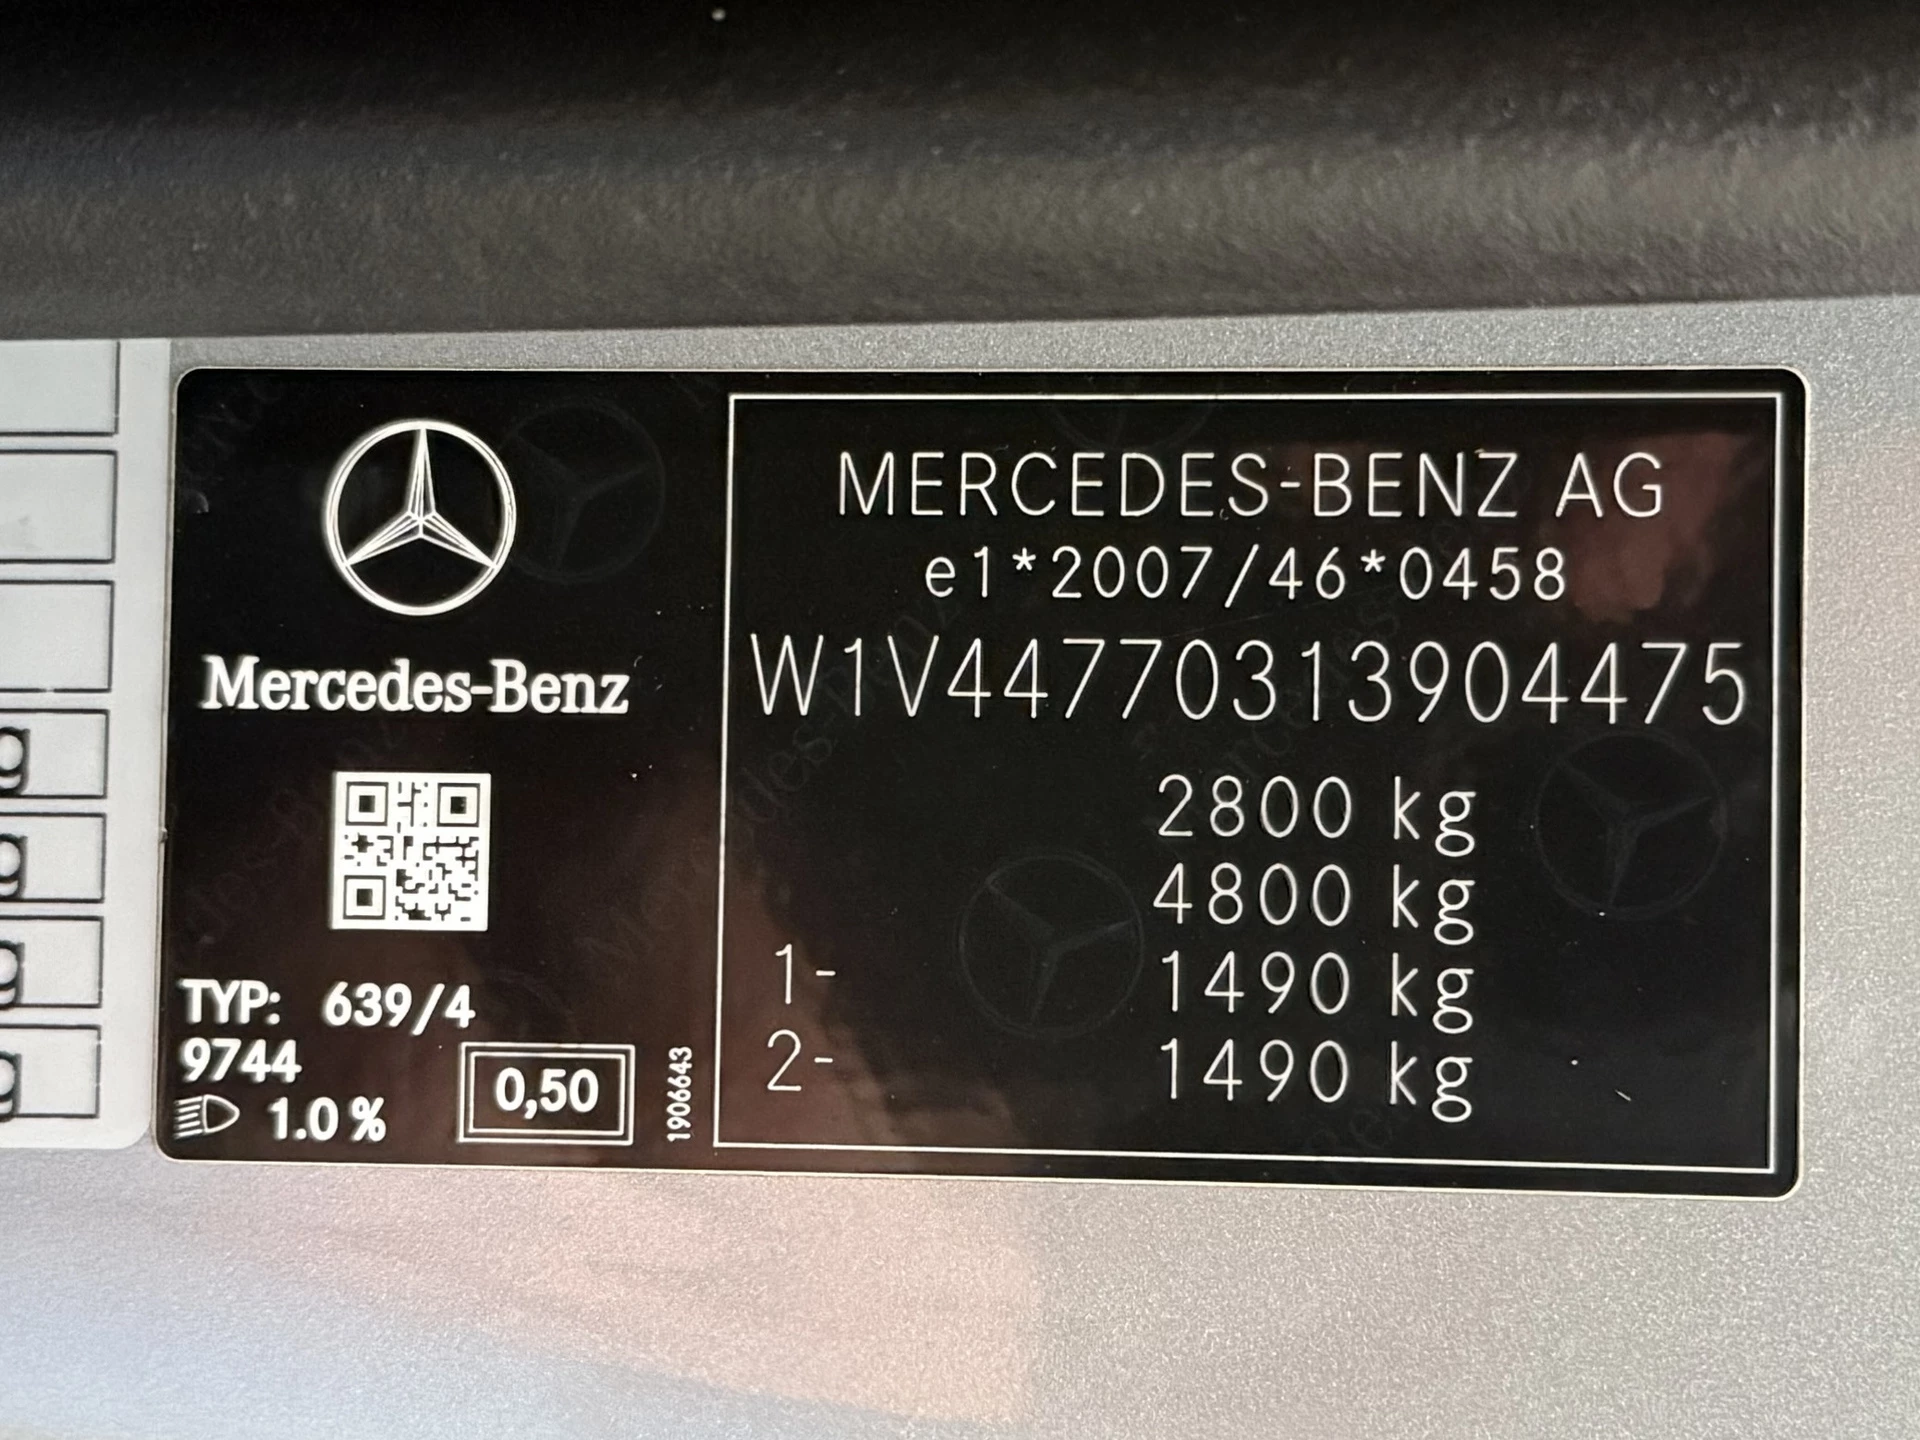 Mercedes-Benz
TYP: 639/4
9744
1.0 %
0,50
1906643
MERCEDES-BENZ AG
e1*2007/46*0458
W1V44770313904475
2800 kg
4800 kg
1- 1490 kg
2- 1490 kg